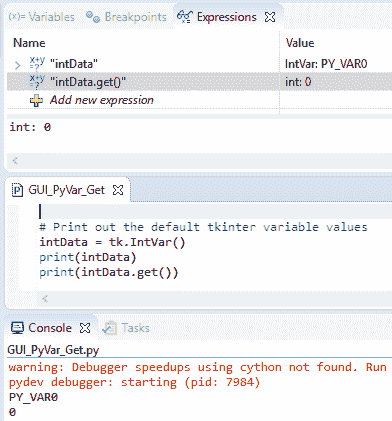 Variables Breakpoints Expressions
Name Value
"intData" IntVar: PY_VAR0
"intData.get()" int: 0
Add new expression
int: 0
GUI_PyVar_Get
# Print out the default tkinter variable values
intData = tk.IntVar()
print(intData)
print(intData.get())
Console Tasks
GUI_PyVar_Get.py
warning: Debugger speedups using cython not found. Run
pydev debugger: starting (pid: 7984)
PY_VAR0
0